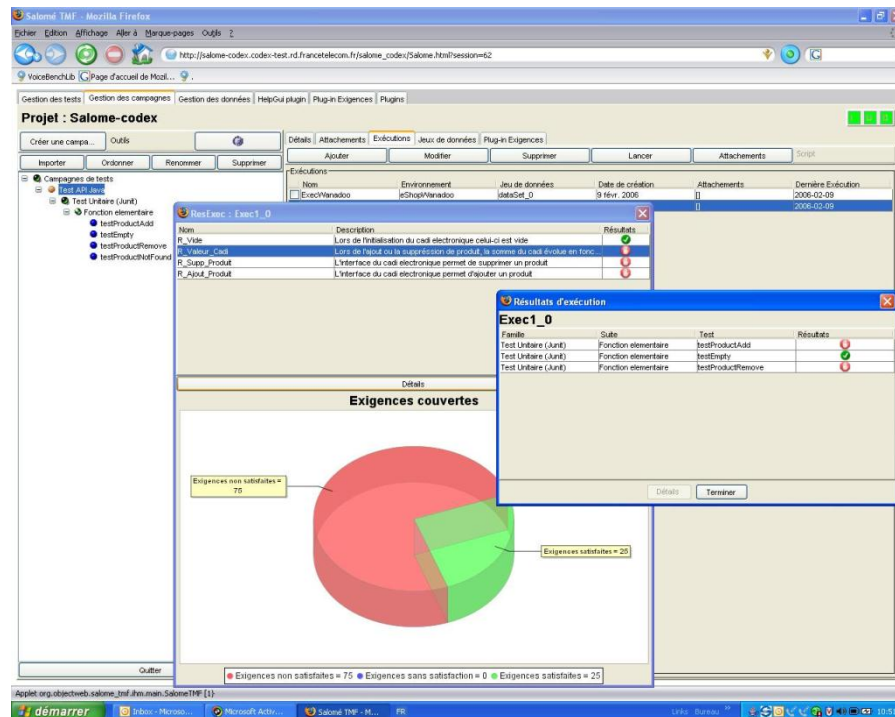 Salomé TMF - Mozilla Firefox
Fichier Edition Affichage Aller à Marque-pages Outils ?
http://salome-codex.codex-test.rd.francetelecom.fr/salome_codex/Salome.html?session=62
VoiceBenchLib Page d'accueil de Mozil...
Gestion des tests Gestion des campagnes Gestion des données HelpGui plugin Plug-in Exigences Plugins
Projet : Salome-codex
Créer une campa... Outils
Détails Attachements Exécutions Jeux de données Plug-in Exigences
Importer Ordonner Renommer Supprimer
Ajouter Modifier Supprimer Lancer Attachements Script
Exécutions
Nom Environnement Jeu de données Date de création Attachements Dernière Exécution
ExecWanadoo eShopWanadoo dataSet_0 9 févr. 2006 [] 2006-02-09
[] 2006-02-09
Campagnes de tests
Test API Java
Test Unitaire (Junit)
Fonction elementaire
testProductAdd
testEmpty
testProductRemove
testProductNotFound
ResExec : Exec1_0
Nom Description Résultats
R_Vide Lors de l'initialisation du cadi electronique celui-ci est vide
R_Valeur_Cadi Lors de l'ajout ou la suppréssion de produit, la somme du cadi évolue en fonc...
R_Supp_Produit L'interface du cadi electronique permet de supprimer un produit
R_Ajout_Produit L'interface du cadi electronique permet d'ajouter un produit
Détails
Exigences couvertes
Exigences non satisfaites =
75
Exigences satisfaites = 25
Exigences non satisfaites = 75 Exigences sans satisfaction = 0 Exigences satisfaites = 25
Résultats d'exécution
Exec1_0
Famille Suite Test Résultats
Test Unitaire (Junit) Fonction elementaire testProductAdd
Test Unitaire (Junit) Fonction elementaire testEmpty
Test Unitaire (Junit) Fonction elementaire testProductRemove
Détails Terminer
Quitter
Applet org.objectweb.salome_tmf.ihm.main.SalomeTMF [1]
démarrer Inbox - Microso... Microsoft Activ... Salomé TMF - M... FR Links Bureau